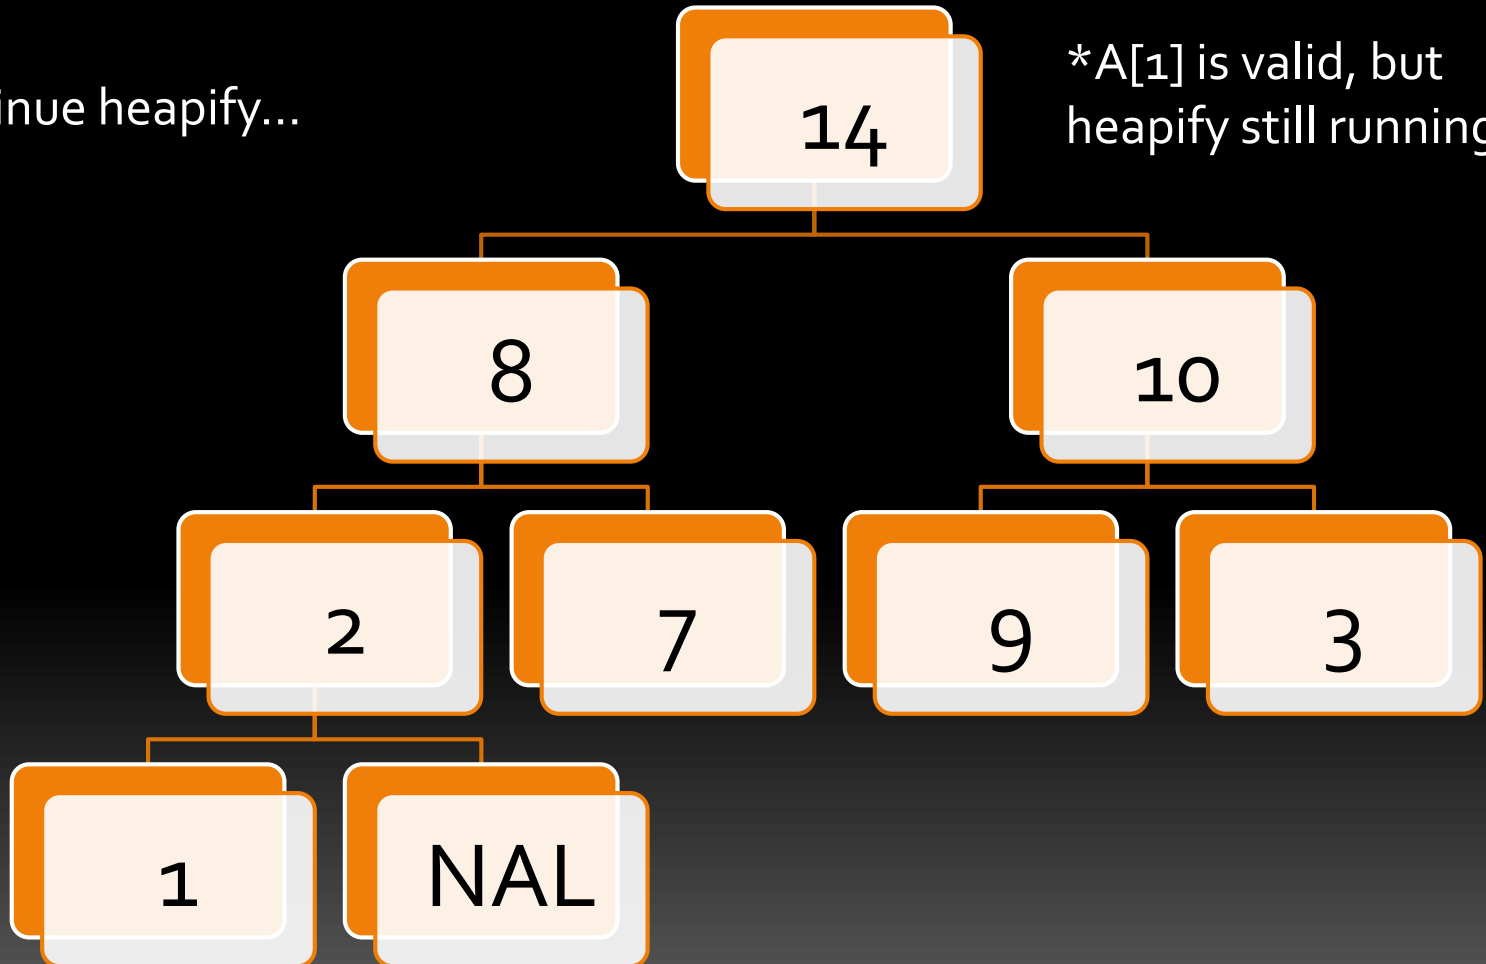 inue heapify...
*A[1] is valid, but
heapify still running
14
8
10
2
7
9
3
1
NAL